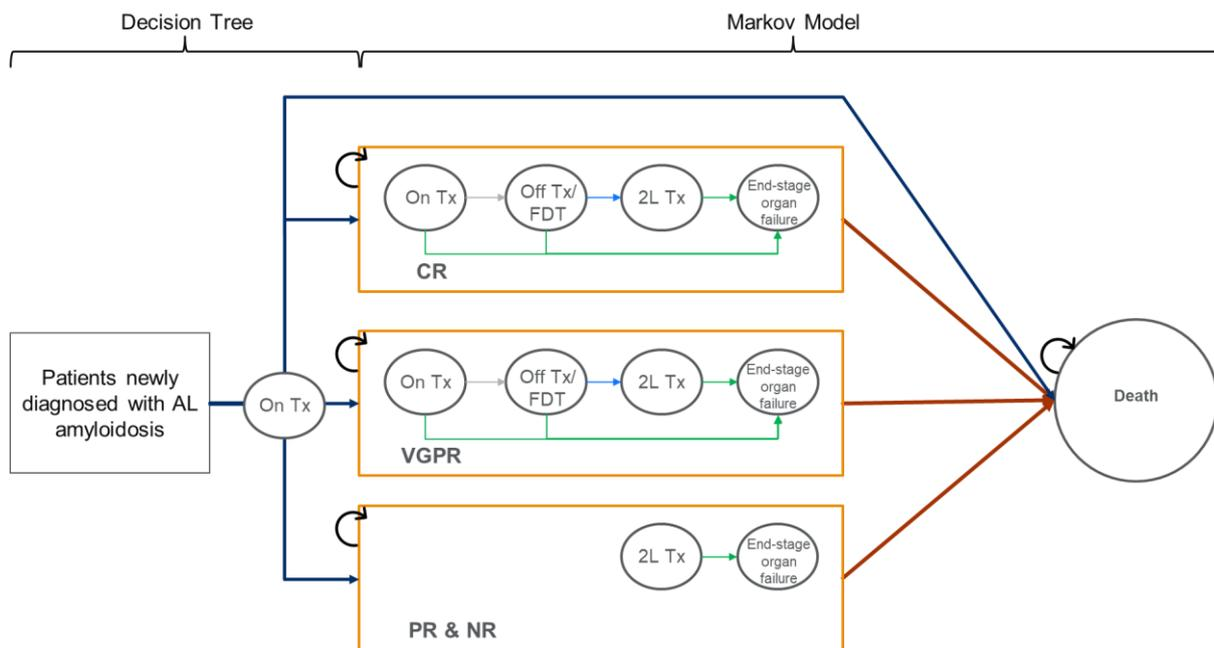 Decision Tree
Markov Model
On Tx
Off Tx/
FDT
2L Tx
End-stage
organ
failure
CR
Patients newly
diagnosed with AL
amyloidosis
On Tx
On Tx
Off Tx/
FDT
2L Tx
End-stage
organ
failure
VGPR
Death
2L Tx
End-stage
organ
failure
PR & NR